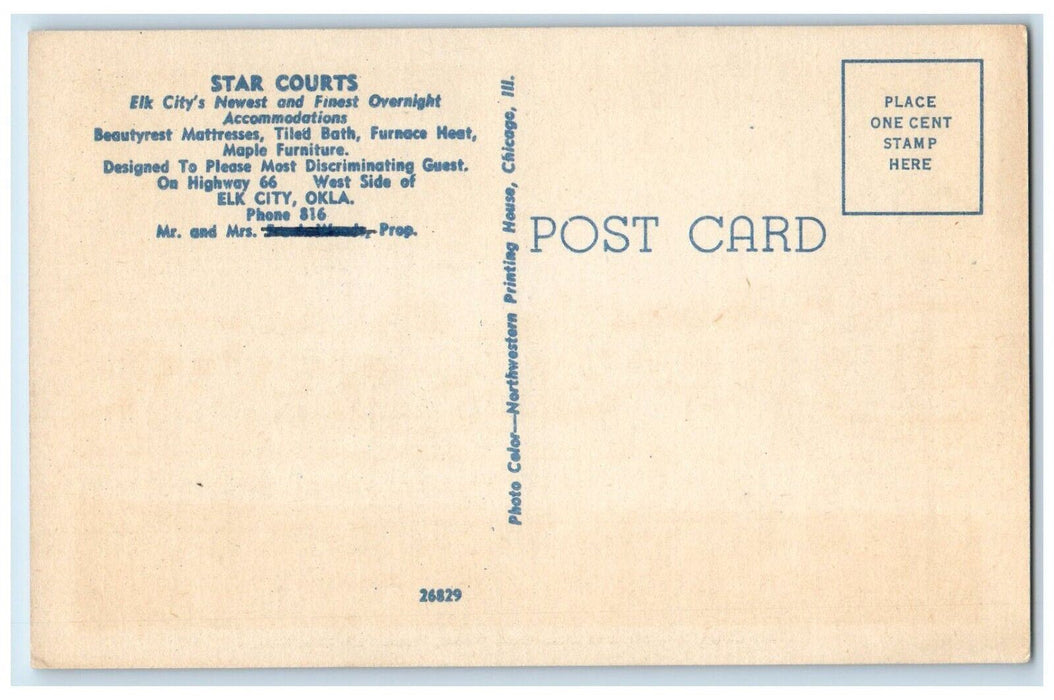 STAR COURTS
Elk City's Newest and Finest Overnight
Accommodations
Beautyrest Mattresses, Tiled Bath, Furnace Heat,
Maple Furniture.
Designed To Please Most Discriminating Guest.
On Highway 66 West Side of
ELK CITY, OKLA.
Phone 816
Mr. and Mrs. Prop.
26829
Photo Color—Northwestern Printing House, Chicago, Ill.
POST CARD
PLACE
ONE CENT
STAMP
HERE